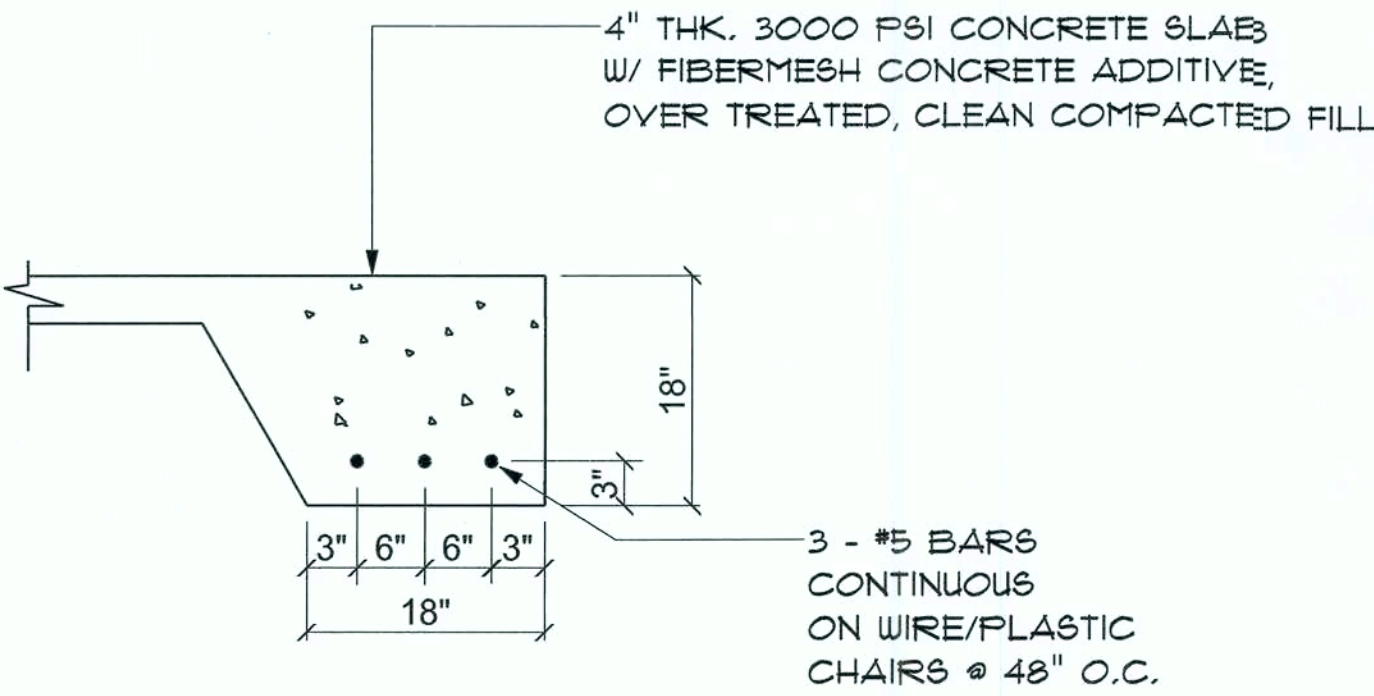 4" THK. 3000 PSI CONCRETE SLAB
W/ FIBERMESH CONCRETE ADDITIVE,
OVER TREATED, CLEAN COMPACTED FILL
18"
3"
3" 6" 6" 3"
18"
3 - #5 BARS
CONTINUOUS
ON WIRE/PLASTIC
CHAIRS @ 48" O.C.